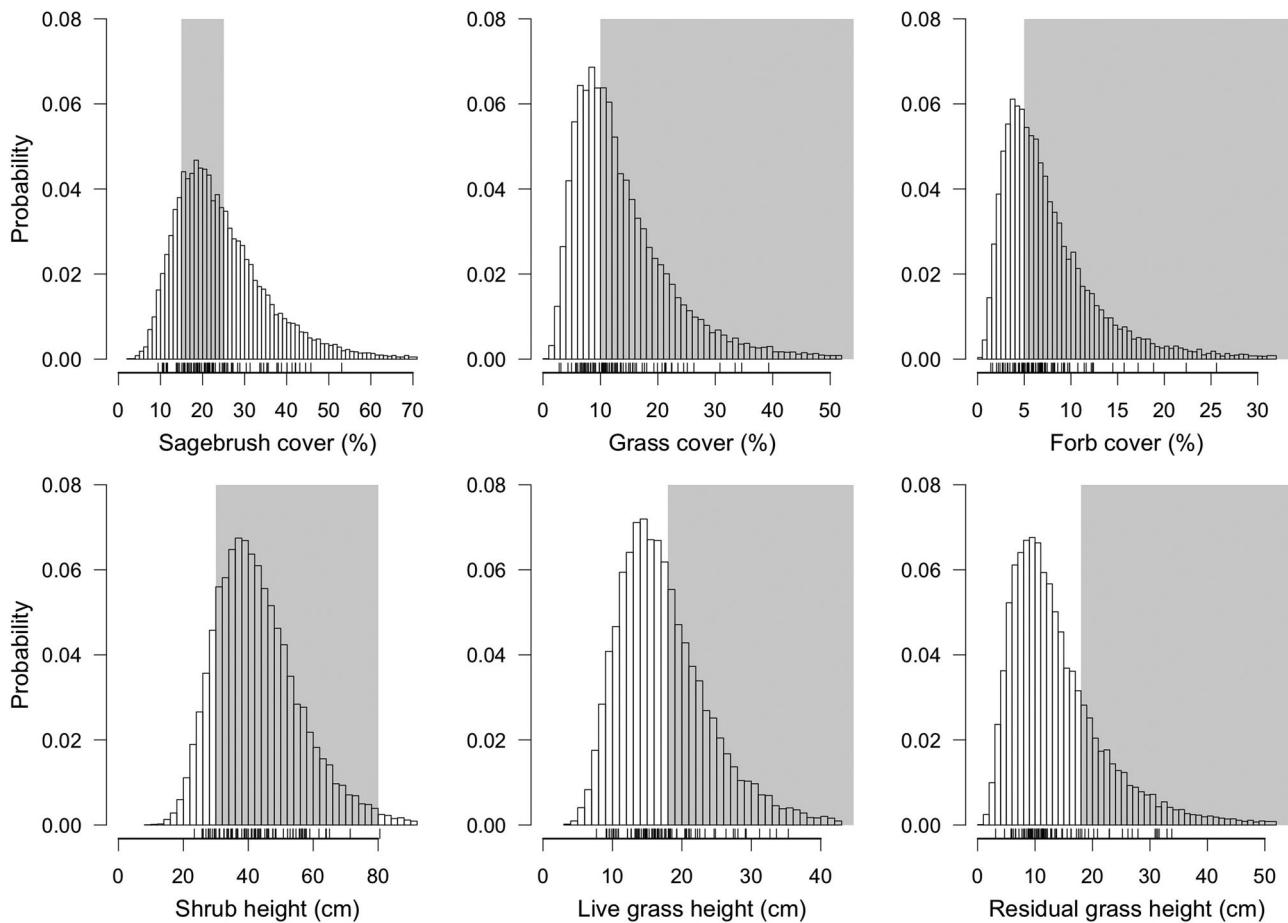 0.08 0.08 0.08
0.06 0.06 0.06
0.04 0.04 0.04
0.02 0.02 0.02
0.00 0.00 0.00
Probability
0 10 20 30 40 50 60 70
Sagebrush cover (%)
0 10 20 30 40 50
Grass cover (%)
0 5 10 15 20 25 30
Forb cover (%)
0.08 0.08 0.08
0.06 0.06 0.06
0.04 0.04 0.04
0.02 0.02 0.02
0.00 0.00 0.00
Probability
0 20 40 60 80
Shrub height (cm)
0 10 20 30 40
Live grass height (cm)
0 10 20 30 40 50
Residual grass height (cm)